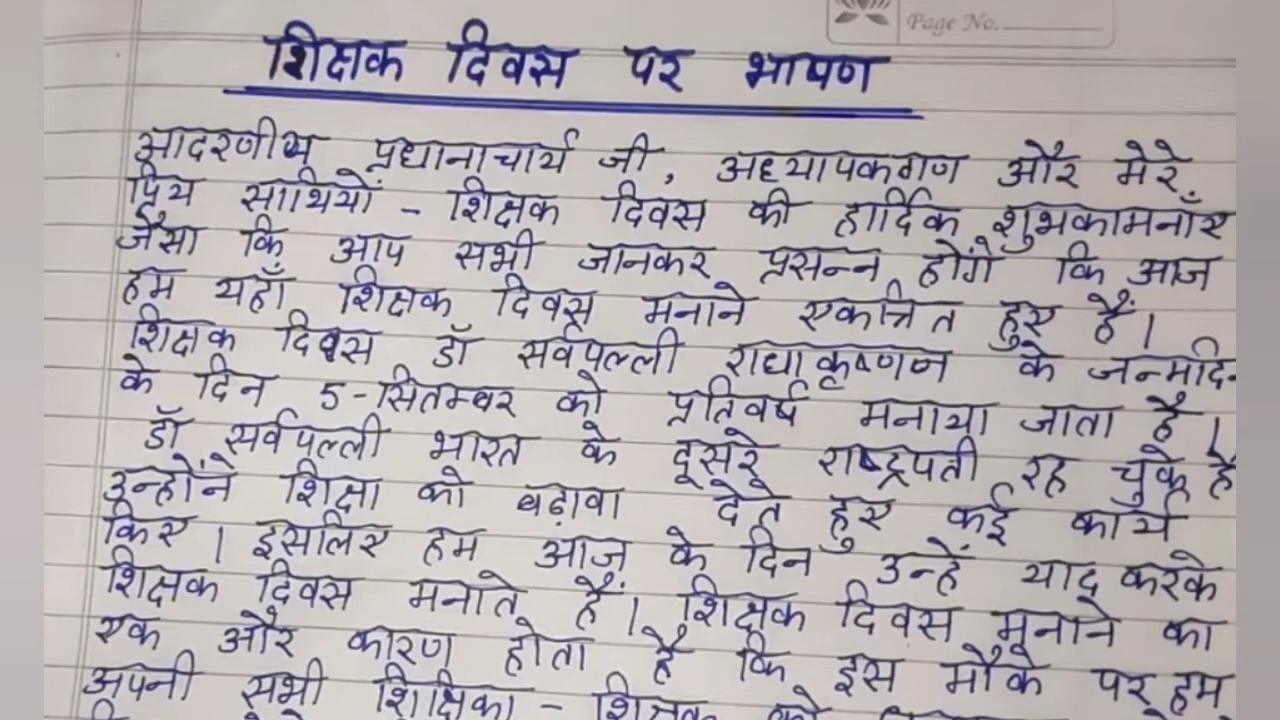 Page No.
शिक्षक दिवस पर भाषण
आदरणीय प्रधानाचार्य जी, अध्यापकगण और मेरे
प्रिय साथियों - शिक्षक दिवस की हार्दिक शुभकामनाँए
जैसा कि आप सभी जानकर प्रसन्न होंगे कि आज
हम यहाँ शिक्षक दिवस मनाने एकत्रित हुए हैं।
शिक्षक दिवस डॉ सर्वपल्ली राधाकृष्णन के जन्मदिन
के दिन 5-सितम्बर को प्रतिवर्ष मनाया जाता है।
डॉ सर्वपल्ली भारत के दूसरे राष्ट्रपती रह चुके है
उन्होंने शिक्षा को बढ़ावा देते हुए कई कार्य
किए। इसलिए हम आज के दिन उन्हें याद करके
शिक्षक दिवस मनाते हैं। शिक्षक दिवस मनाने का
एक और कारण होता है कि इस मौके पर हम
अपनी सभी शिक्षिका - शिक्षक को